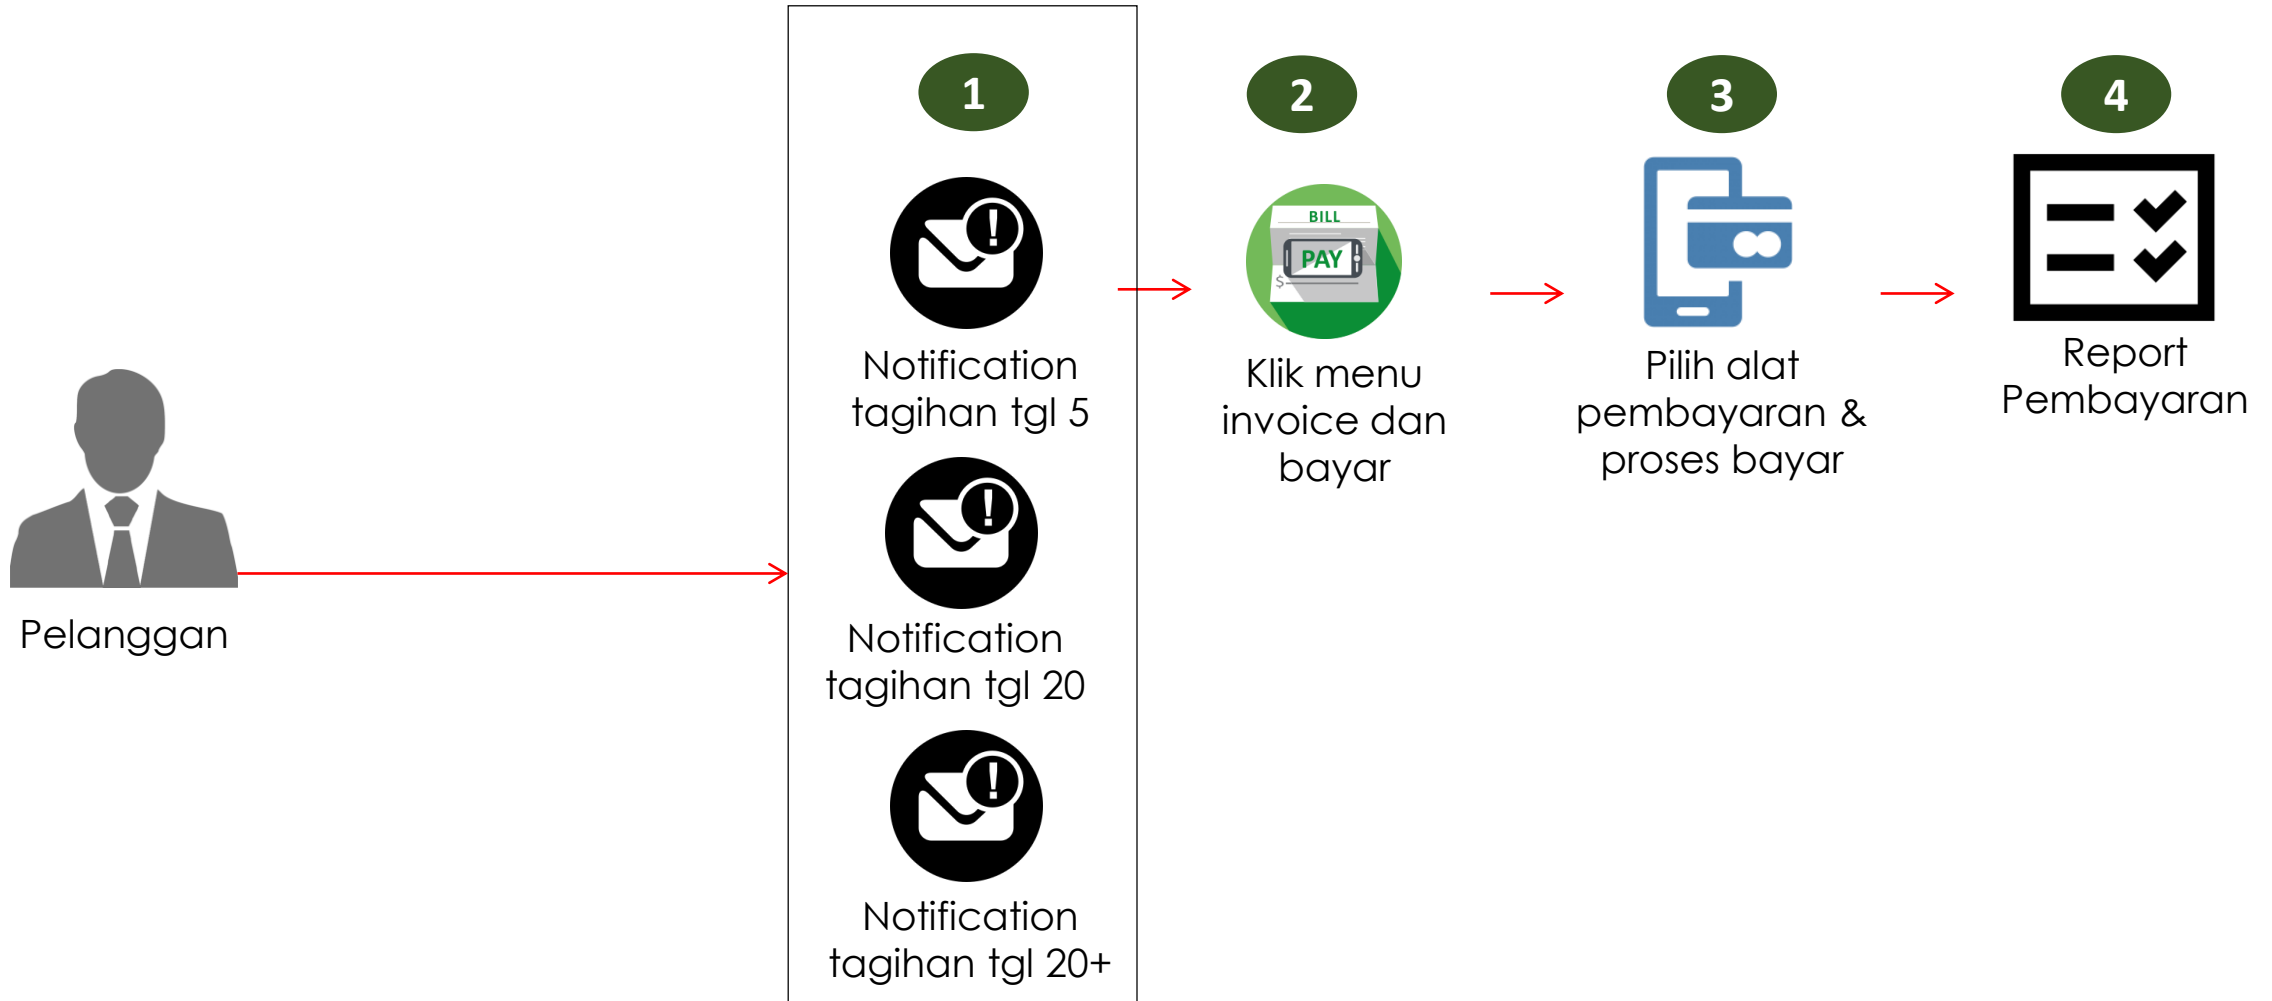 1
2
3
4
BILL
PAY
$
Notification
tagihan tgl 5
Klik menu
invoice dan
bayar
Pilih alat
pembayaran &
proses bayar
Report
Pembayaran
Notification
tagihan tgl 20
Pelanggan
Notification
tagihan tgl 20+